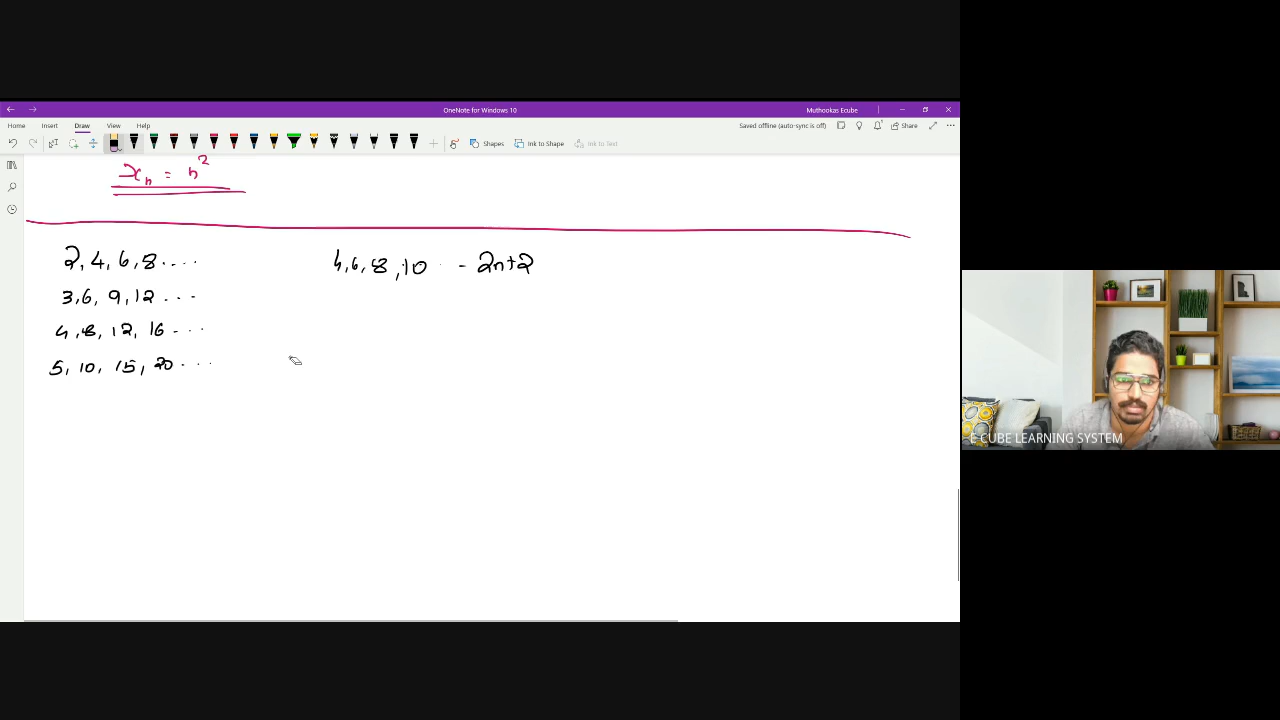 OneNote for Windows 10
Muthookas Ecube
Home Insert Draw View Help
Saved offline (auto-sync is off) Share
Shapes Ink to Shape Ink to Text
xn = n²
2, 4, 6, 8 ....
4, 6, 8, 10 .. - 2n+2
3, 6, 9, 12 ...
4, 8, 12, 16 ...
5, 10, 15, 20 ...
E CUBE LEARNING SYSTEM